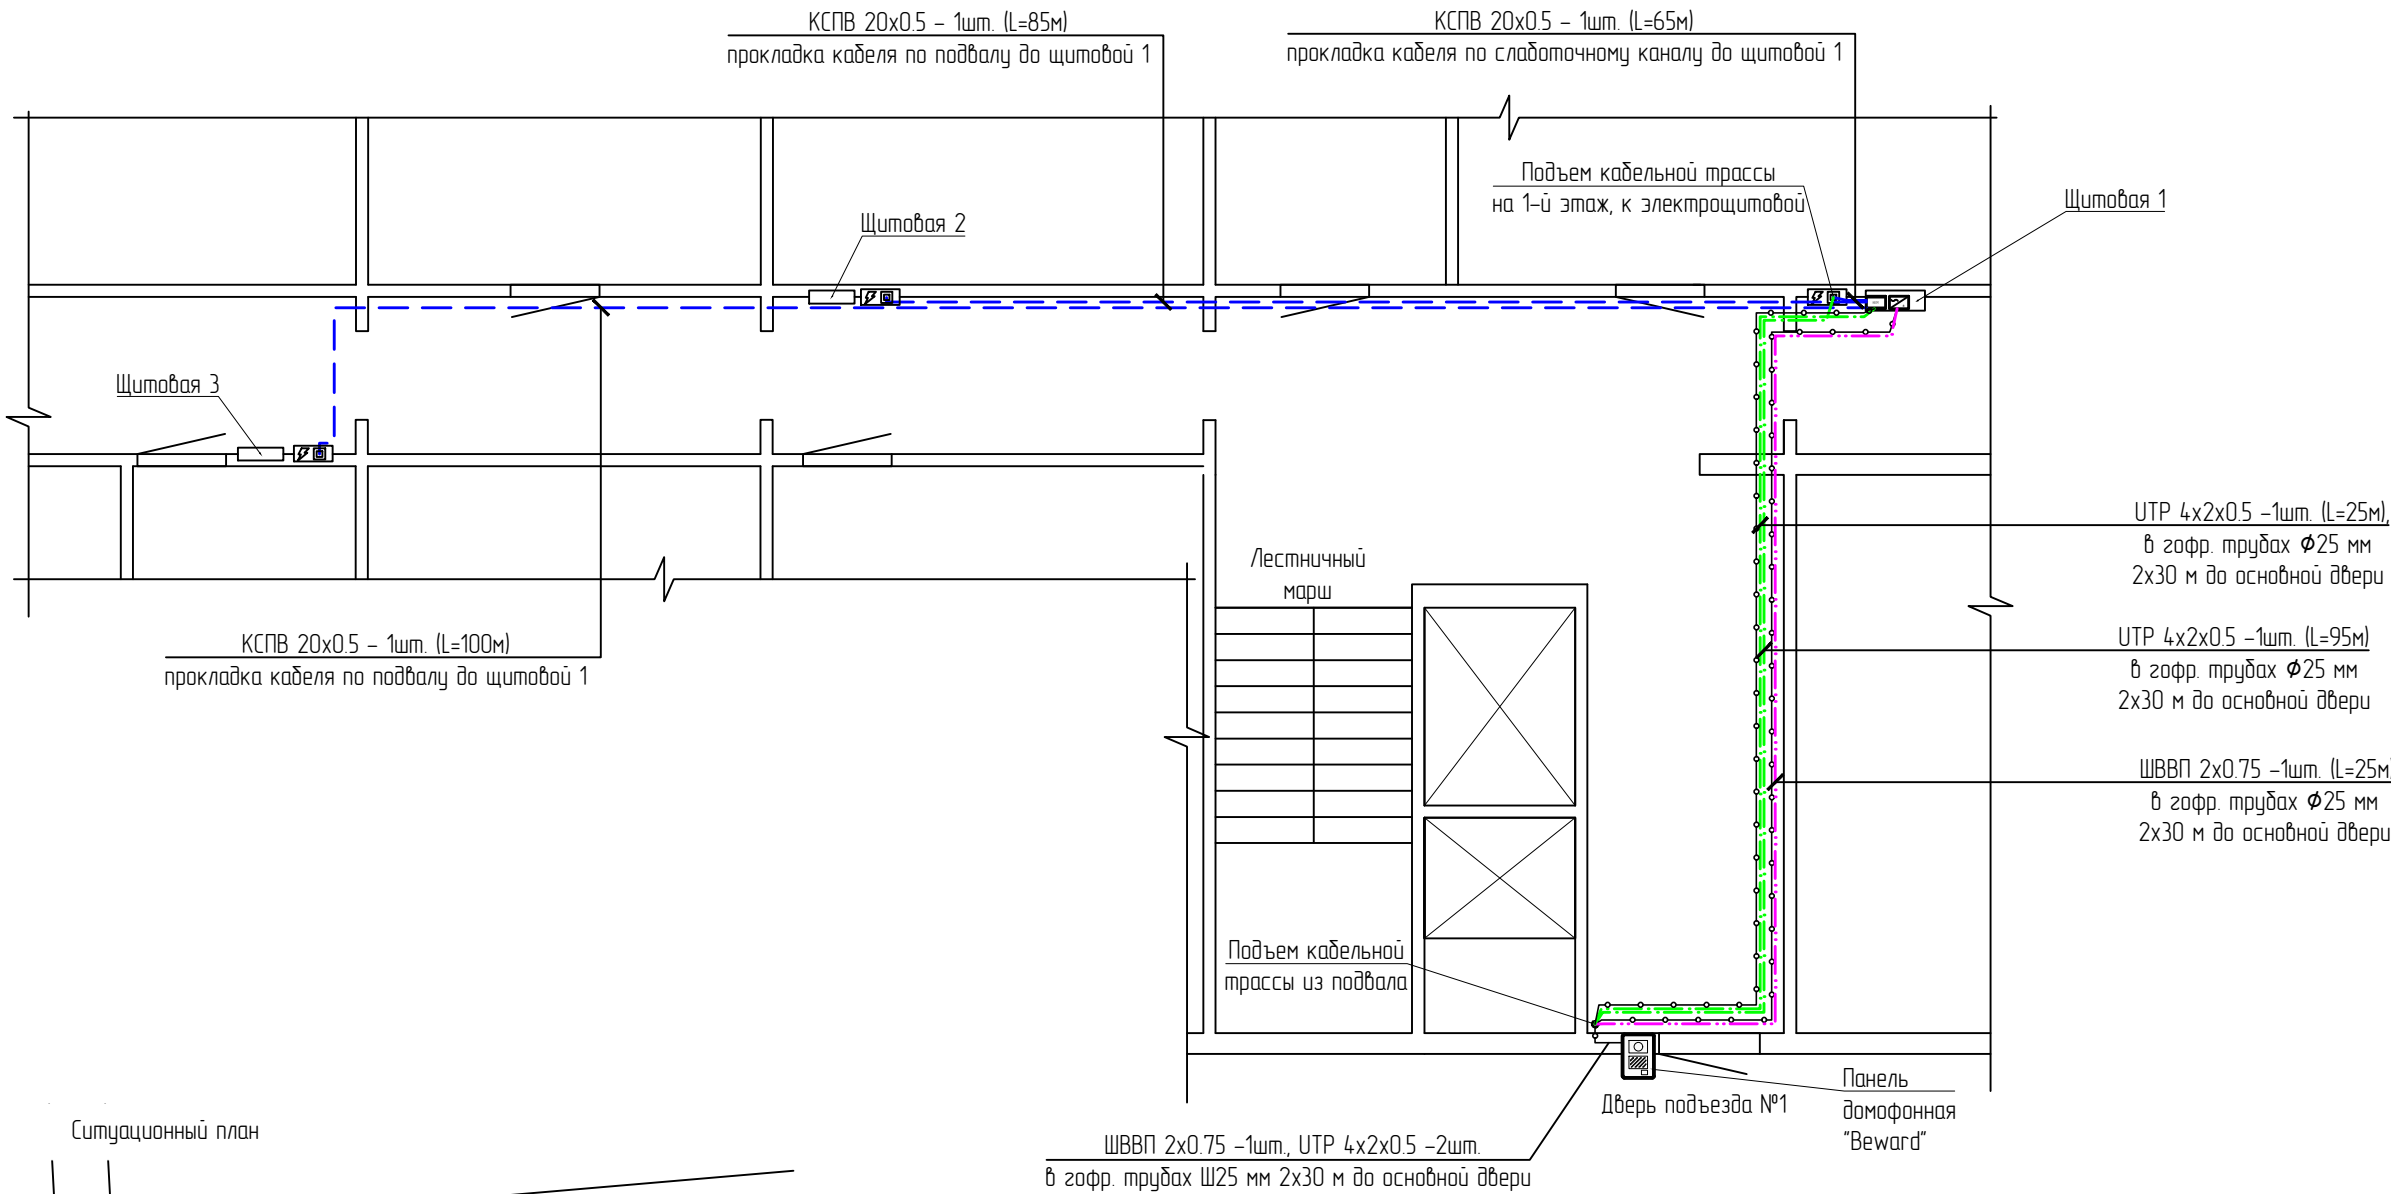 КСПВ 20х0.5 – 1шт. (L=85м)
прокладка кабеля по подвалу до щитовой 1
КСПВ 20х0.5 – 1шт. (L=65м)
прокладка кабеля по слаботочному каналу до щитовой 1
Подъем кабельной трассы
на 1-й этаж, к электрощитовой
Щитовая 1
Щитовая 2
Щитовая 3
UTP 4х2х0.5 –1шт. (L=25м),
в гофр. трубах Ф25 мм
2х30 м до основной двери
Лестничный
марш
UTP 4х2х0.5 –1шт. (L=95м)
в гофр. трубах Ф25 мм
2х30 м до основной двери
КСПВ 20х0.5 – 1шт. (L=100м)
прокладка кабеля по подвалу до щитовой 1
ШВВП 2х0.75 –1шт. (L=25м
в гофр. трубах Ф25 мм
2х30 м до основной двери
Подъем кабельной
трассы из подвала
Панель
домофонная
"Beward"
Дверь подъезда №1
Ситуационный план
ШВВП 2х0.75 –1шт., UTP 4х2х0.5 –2шт.
в гофр. трубах Ш25 мм 2х30 м до основной двери